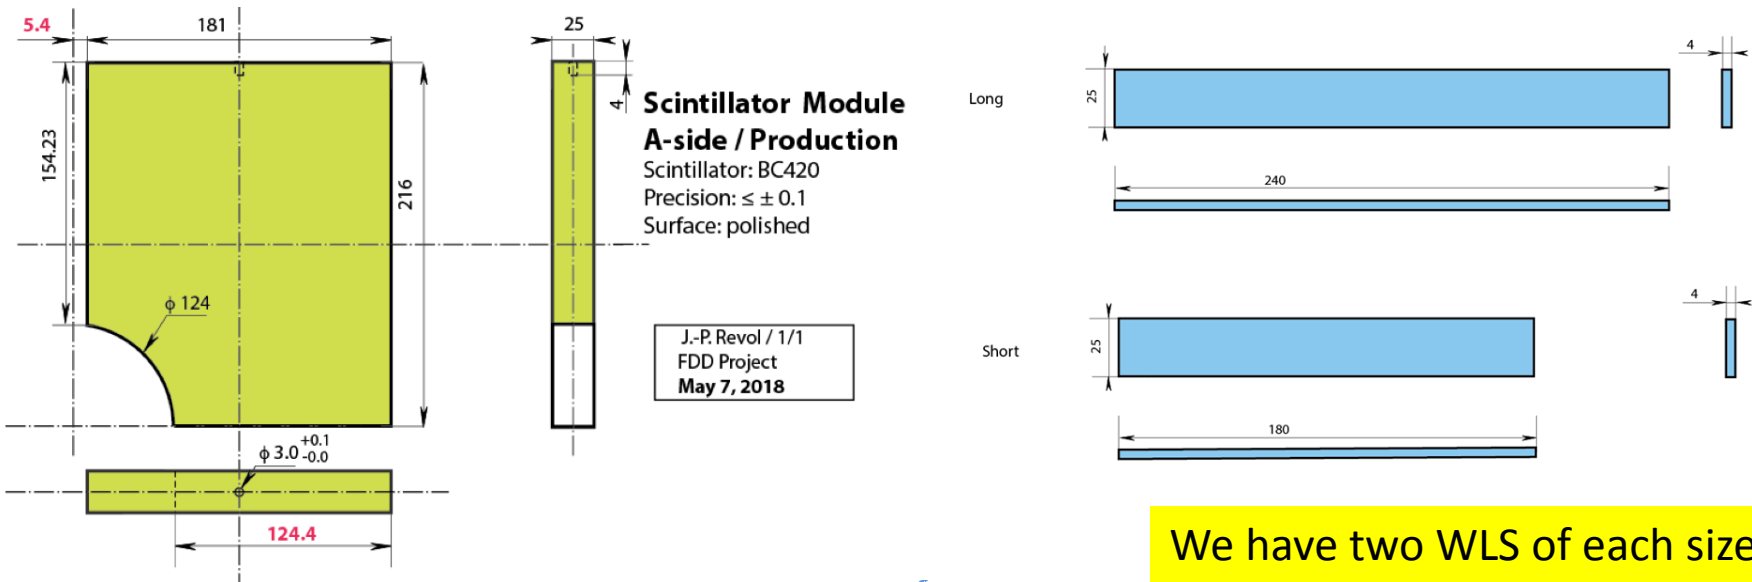 5.4
181
25
154.23
216
4
Scintillator Module
A-side / Production
Scintillator: BC420
Precision: ≤ ± 0.1
Surface: polished
ϕ 124
J.-P. Revol / 1/1
FDD Project
May 7, 2018
ϕ 3.0 +0.1 -0.0
124.4
Long
25
4
240
Short
25
4
180
We have two WLS of each size